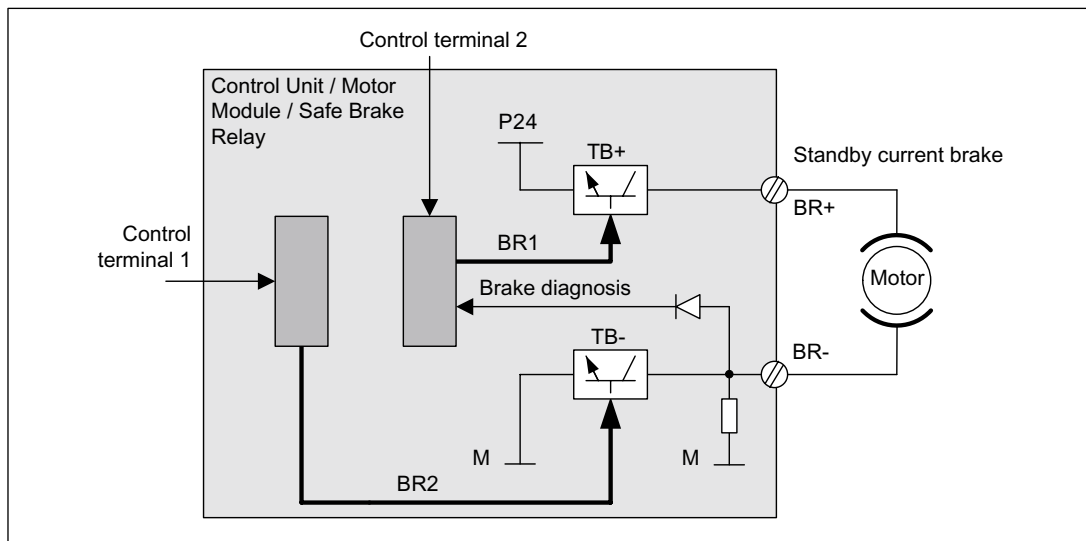 Control terminal 2
Control Unit / Motor
Module / Safe Brake
Relay
P24
TB+
Standby current brake
BR+
Control
terminal 1
BR1
Motor
Brake diagnosis
TB-
BR-
M
M
BR2